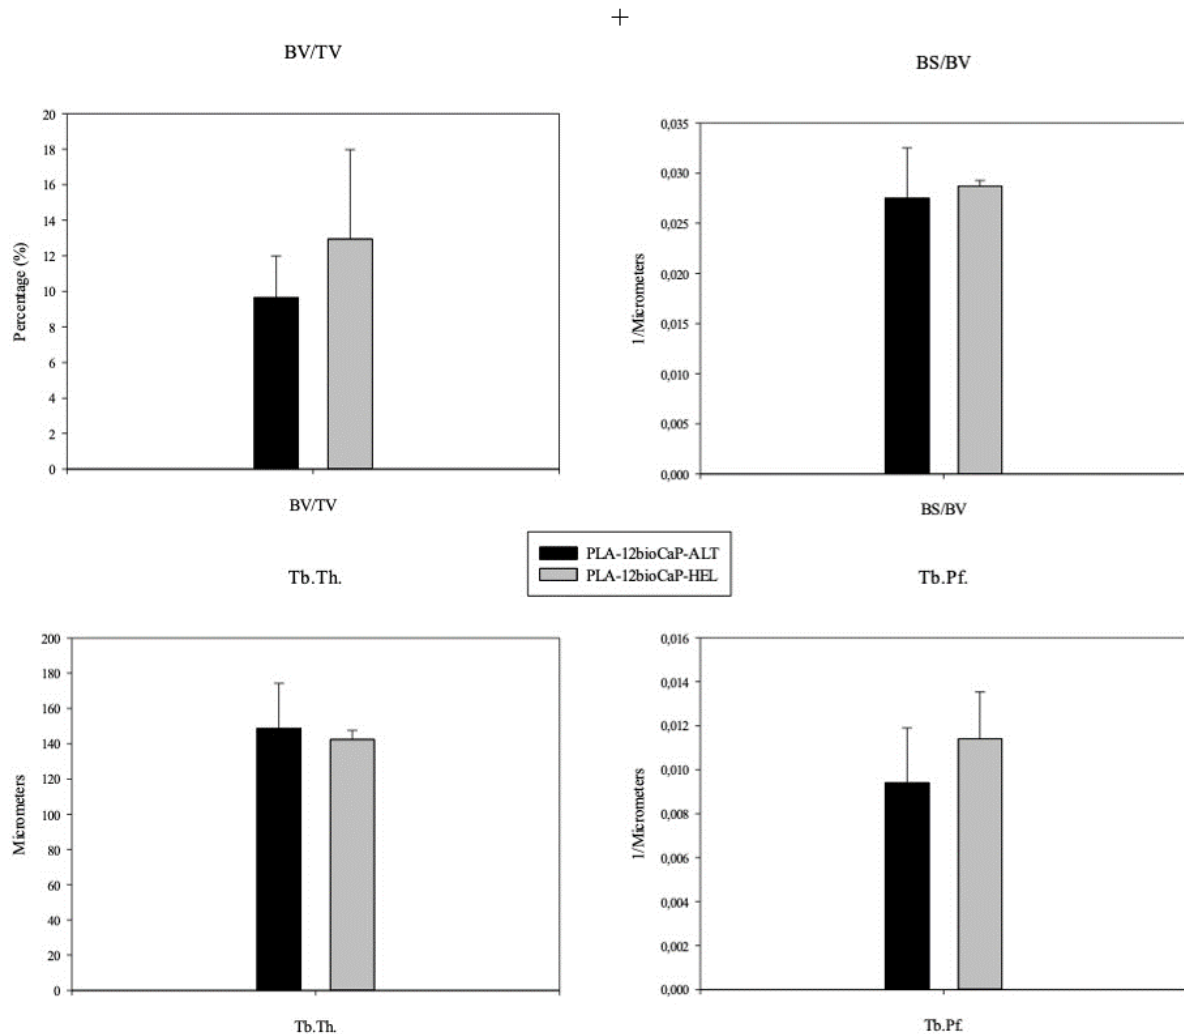 +
BV/TV
20
18
16
14
12
10
8
6
4
2
0
Percentage (%)
BV/TV
BS/BV
0,035
0,030
0,025
0,020
0,015
0,010
0,005
0,000
1/Micrometers
BS/BV
PLA-12bioCaP-ALT
PLA-12bioCaP-HEL
Tb.Th.
200
180
160
140
120
100
80
60
40
20
0
Micrometers
Tb.Th.
Tb.Pf.
0,016
0,014
0,012
0,010
0,008
0,006
0,004
0,002
0,000
1/Micrometers
Tb.Pf.